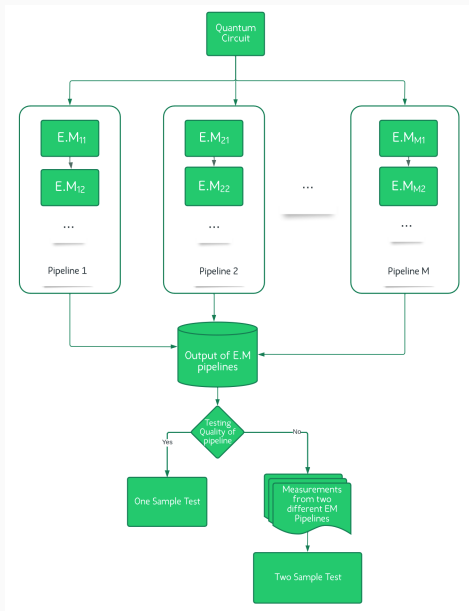 Quantum
Circuit
E.M₁₁
E.M₂₁
E.Mₘ₁
E.M₁₂
E.M₂₂
E.Mₘ₂
...
...
...
...
Pipeline 1
Pipeline 2
Pipeline M
Output of E.M
pipelines
Testing
Quality of
pipeline
Yes
No
One Sample Test
Measurements
from two
different EM
Pipelines
Two Sample Test